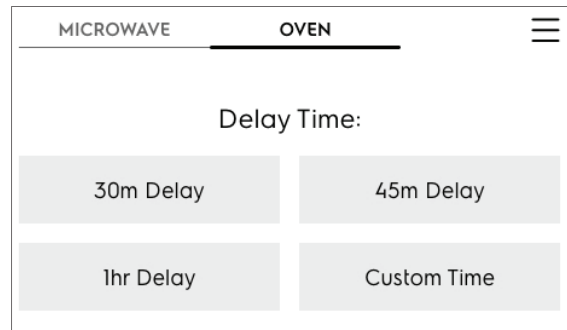 MICROWAVE OVEN
Delay Time:
30m Delay 45m Delay
1hr Delay Custom Time